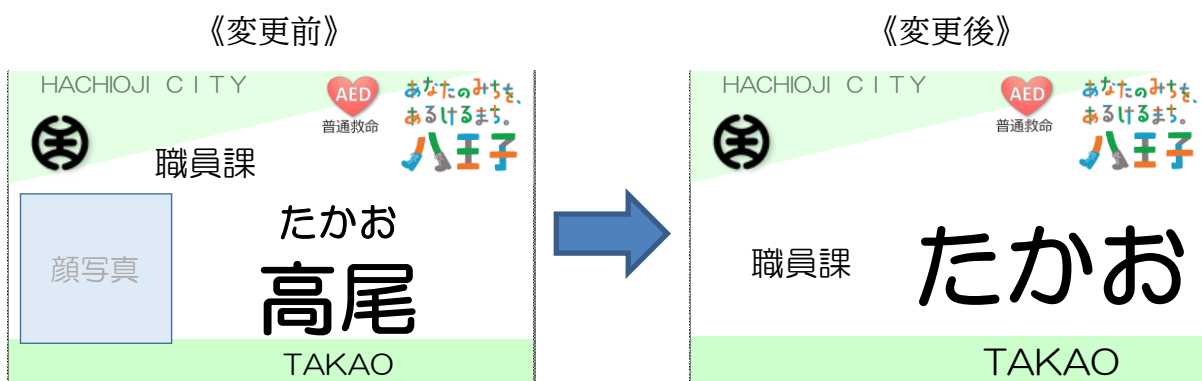 《変更前》
HACHIOJI CITY
AED
普通救命
あなたのみちを、
あるけるまち。
八王子
職員課
顔写真
たかお
高尾
TAKAO
《変更後》
HACHIOJI CITY
AED
普通救命
あなたのみちを、
あるけるまち。
八王子
職員課
たかお
TAKAO